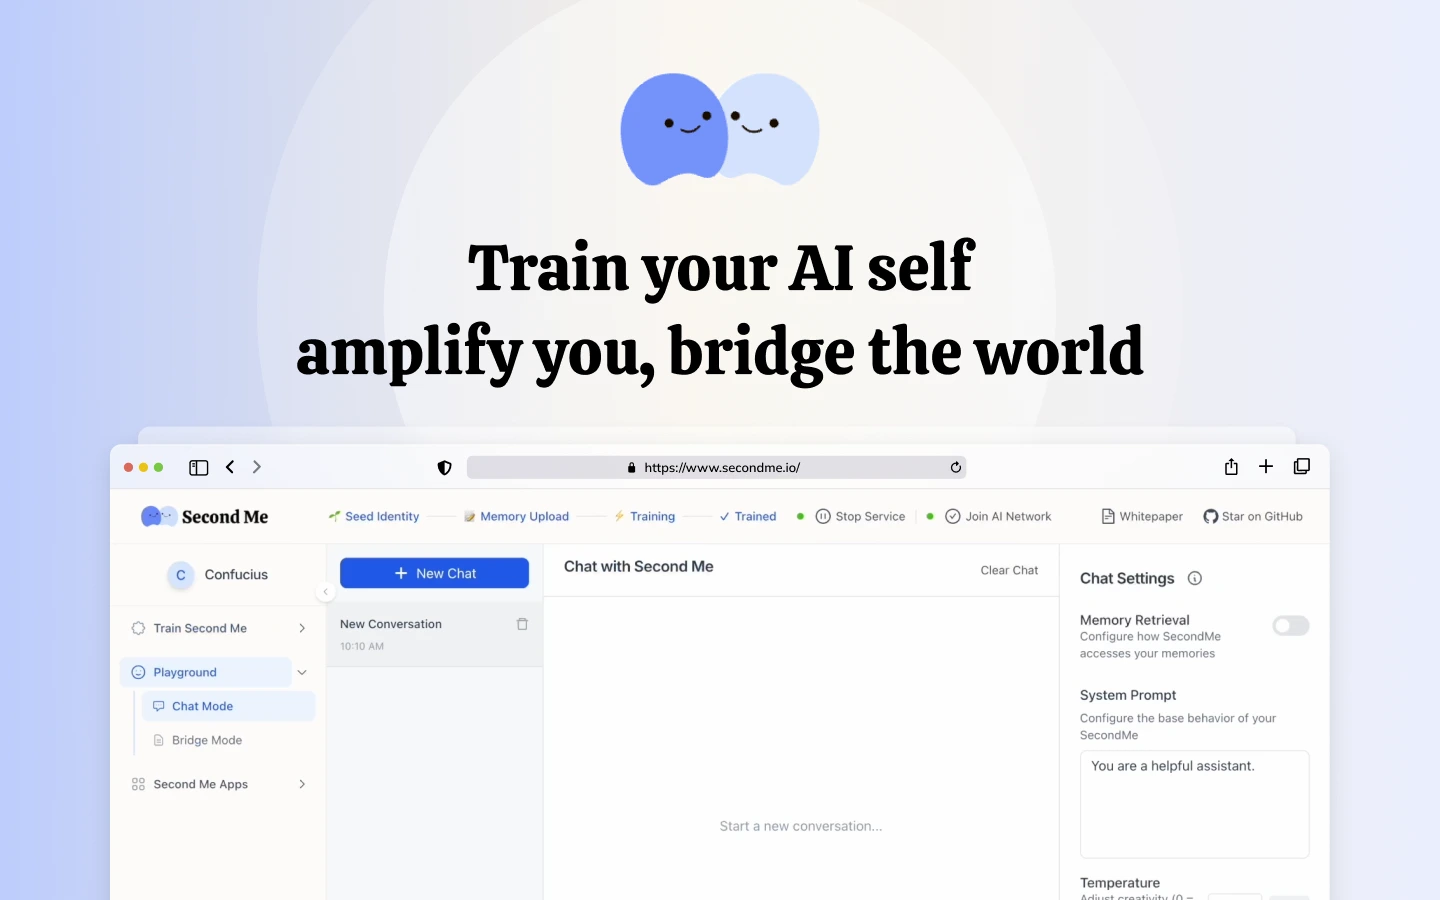 Train your AI self
amplify you, bridge the world
https://www.secondme.io/
Second Me
Seed Identity
Memory Upload
Training
Trained
Stop Service
Join AI Network
Whitepaper
Star on GitHub
C
Confucius
Train Second Me
Playground
Chat Mode
Bridge Mode
Second Me Apps
New Chat
New Conversation
10:10 AM
Chat with Second Me
Clear Chat
Start a new conversation...
Chat Settings
Memory Retrieval
Configure how SecondMe
accesses your memories
System Prompt
Configure the base behavior of your
SecondMe
You are a helpful assistant.
Temperature
Adjust creativity (0 =